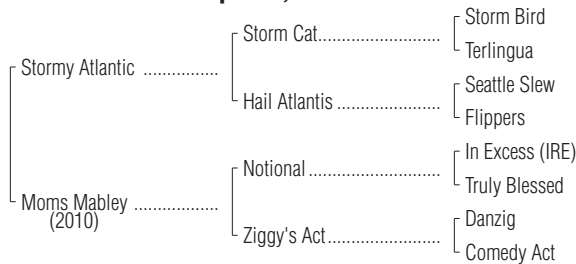 Storm Bird
Storm Cat
Terlingua
Stormy Atlantic
Seattle Slew
Hail Atlantis
Flippers
In Excess (IRE)
Notional
Truly Blessed
Moms Mabley
(2010)
Danzig
Ziggy's Act
Comedy Act